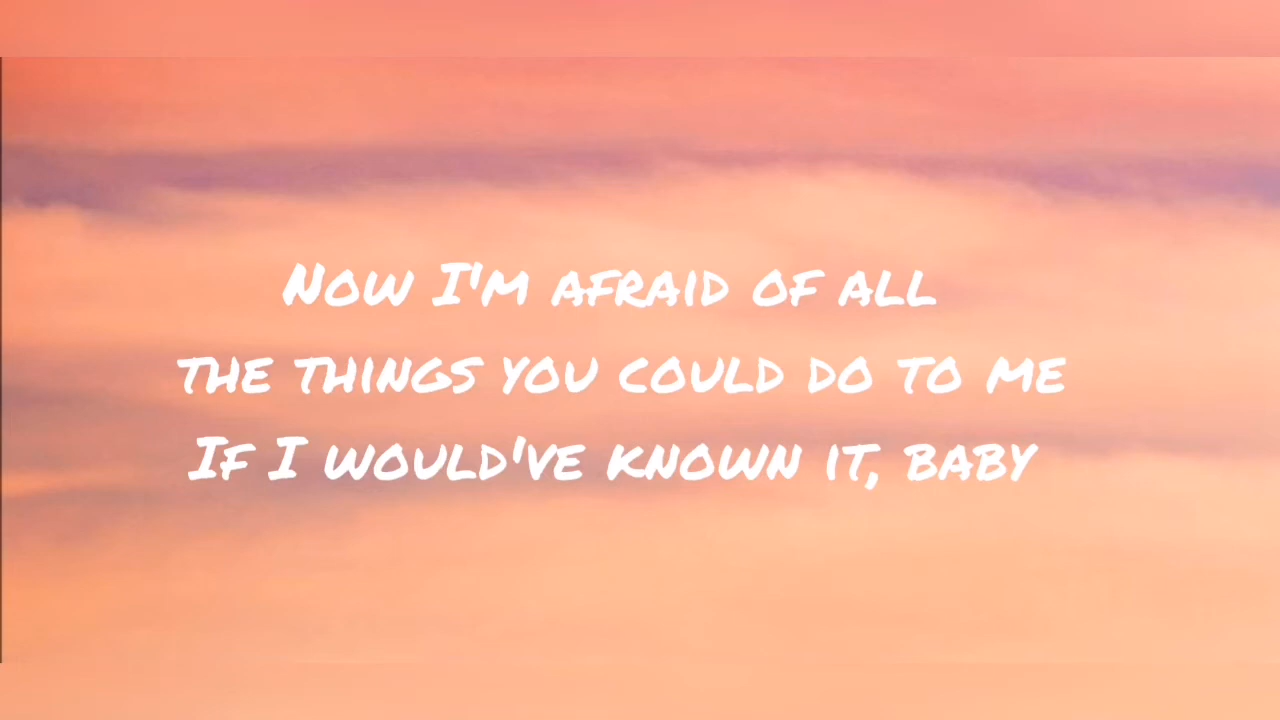 Now I'm afraid of all
the things you could do to me
If I would've known it, baby